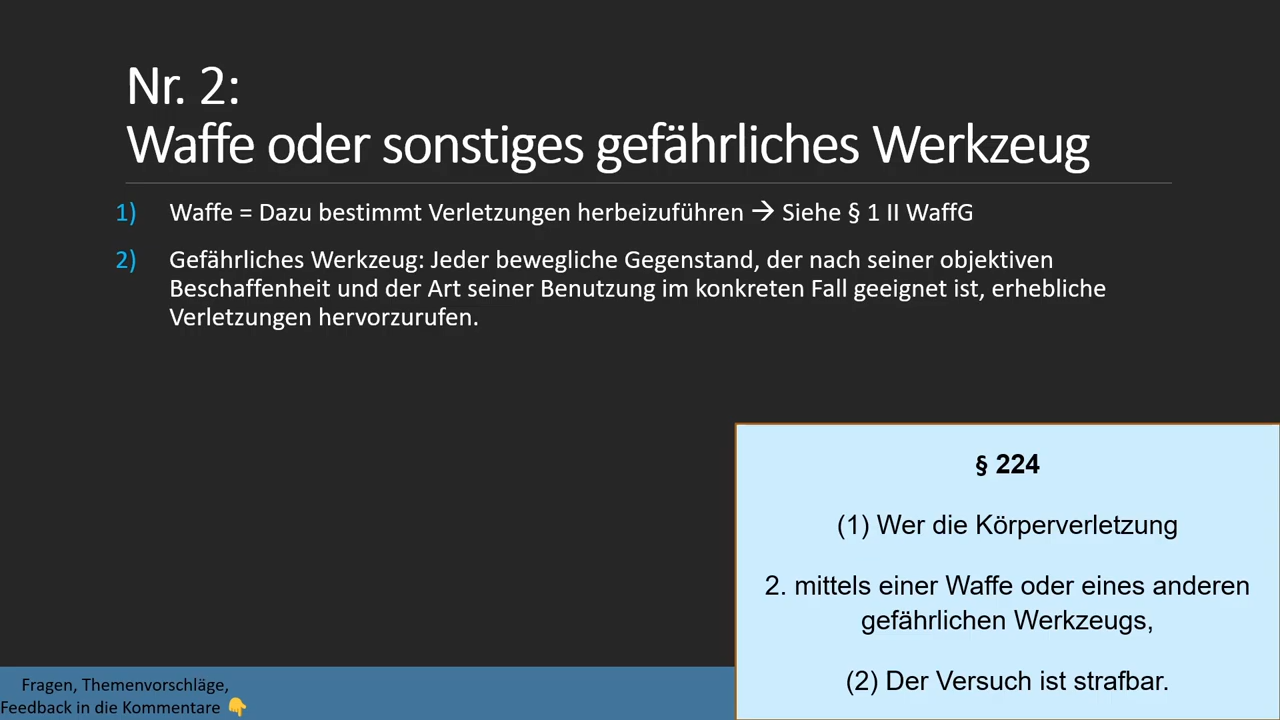 Nr. 2:
Waffe oder sonstiges gefährliches Werkzeug
1) Waffe = Dazu bestimmt Verletzungen herbeizuführen → Siehe § 1 II WaffG
2) Gefährliches Werkzeug: Jeder bewegliche Gegenstand, der nach seiner objektiven
Beschaffenheit und der Art seiner Benutzung im konkreten Fall geeignet ist, erhebliche
Verletzungen hervorzurufen.
§ 224
(1) Wer die Körperverletzung
2. mittels einer Waffe oder eines anderen
gefährlichen Werkzeugs,
(2) Der Versuch ist strafbar.
Fragen, Themenvorschläge,
Feedback in die Kommentare 👇